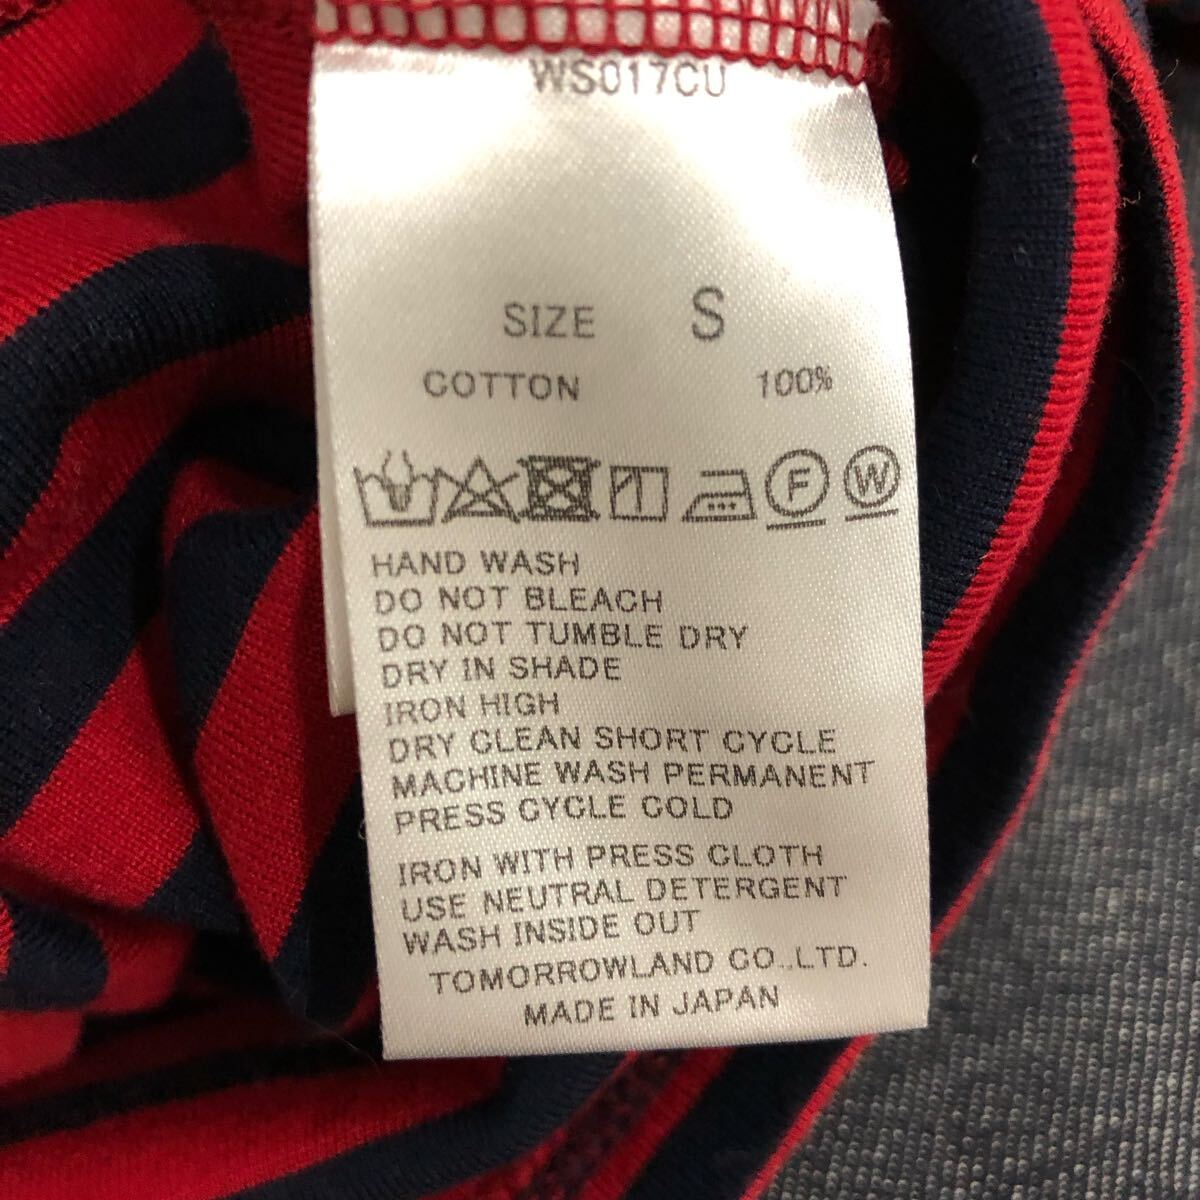 WS017CU
SIZE S
COTTON 100%
F W
HAND WASH
DO NOT BLEACH
DO NOT TUMBLE DRY
DRY IN SHADE
IRON HIGH
DRY CLEAN SHORT CYCLE
MACHINE WASH PERMANENT
PRESS CYCLE COLD
IRON WITH PRESS CLOTH
USE NEUTRAL DETERGENT
WASH INSIDE OUT
TOMORROWLAND CO.,LTD.
MADE IN JAPAN